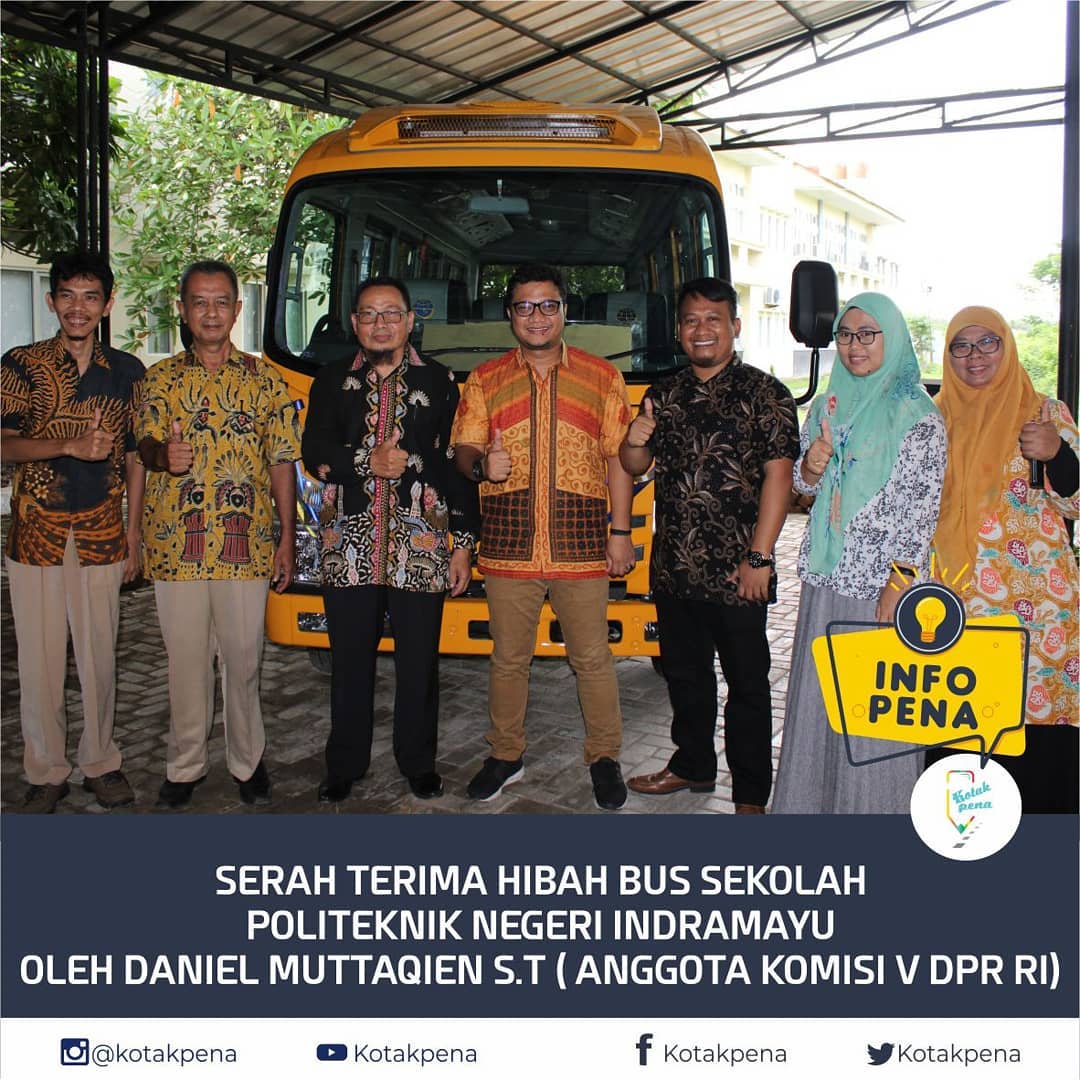 INFO
PENA
Kotak
pena
SERAH TERIMA HIBAH BUS SEKOLAH
POLITEKNIK NEGERI INDRAMAYU
OLEH DANIEL MUTTAQIEN S.T ( ANGGOTA KOMISI V DPR RI)
@kotakpena Kotakpena Kotakpena Kotakpena